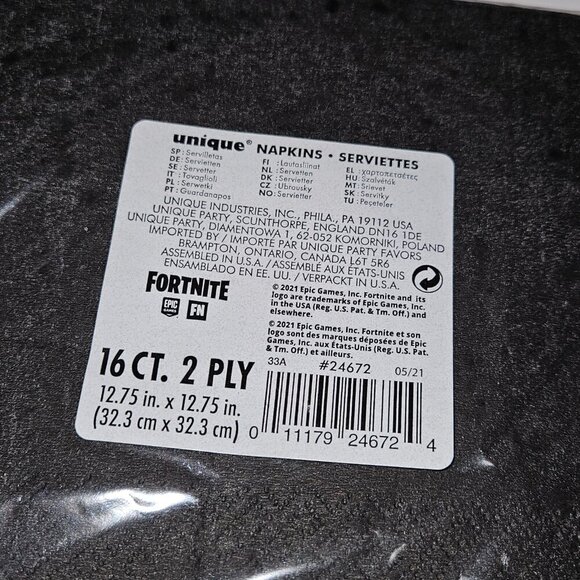 unique® NAPKINS • SERVIETTES
SP : Servilletas
DE : Servietten
SE : Servetter
IT : Tovaglioli
PL : Serwetki
PT : Guardanapos
FI : Lautasliinat
NL : Servetten
DK : Servietter
CZ : Ubrousky
NO : Servietter
EL : χαρτοπετσέτες
HU : Szalvéták
MT : Srievet
SK : Servítky
TU : Peçeteler
UNIQUE INDUSTRIES, INC., PHILA., PA 19112 USA
UNIQUE PARTY, SCUNTHORPE, ENGLAND DN16 1DE
UNIQUE PARTY, DIAMENTOWA 1, 62-052 KOMORNIKI, POLAND
IMPORTED BY / IMPORTÉ PAR UNIQUE PARTY FAVORS
BRAMPTON, ONTARIO, CANADA L6T 5R6
ASSEMBLED IN U.S.A. / ASSEMBLÉ AUX ÉTATS-UNIS
ENSAMBLADO EN EE. UU. / VERPACKT IN U.S.A.
FORTNITE
EPIC GAMES
FN
© 2021 Epic Games, Inc. Fortnite and its
logo are trademarks of Epic Games, Inc.
in the USA (Reg. U.S. Pat. & Tm. Off.) and
elsewhere.
© 2021 Epic Games, Inc. Fortnite et son
logo sont des marques déposées de Epic
Games, Inc. aux États-Unis (Reg. U.S. Pat.
& Tm. Off.) et ailleurs.
33A #24672 05/21
16 CT. 2 PLY
12.75 in. x 12.75 in.
(32.3 cm x 32.3 cm)
0 11179 24672 4